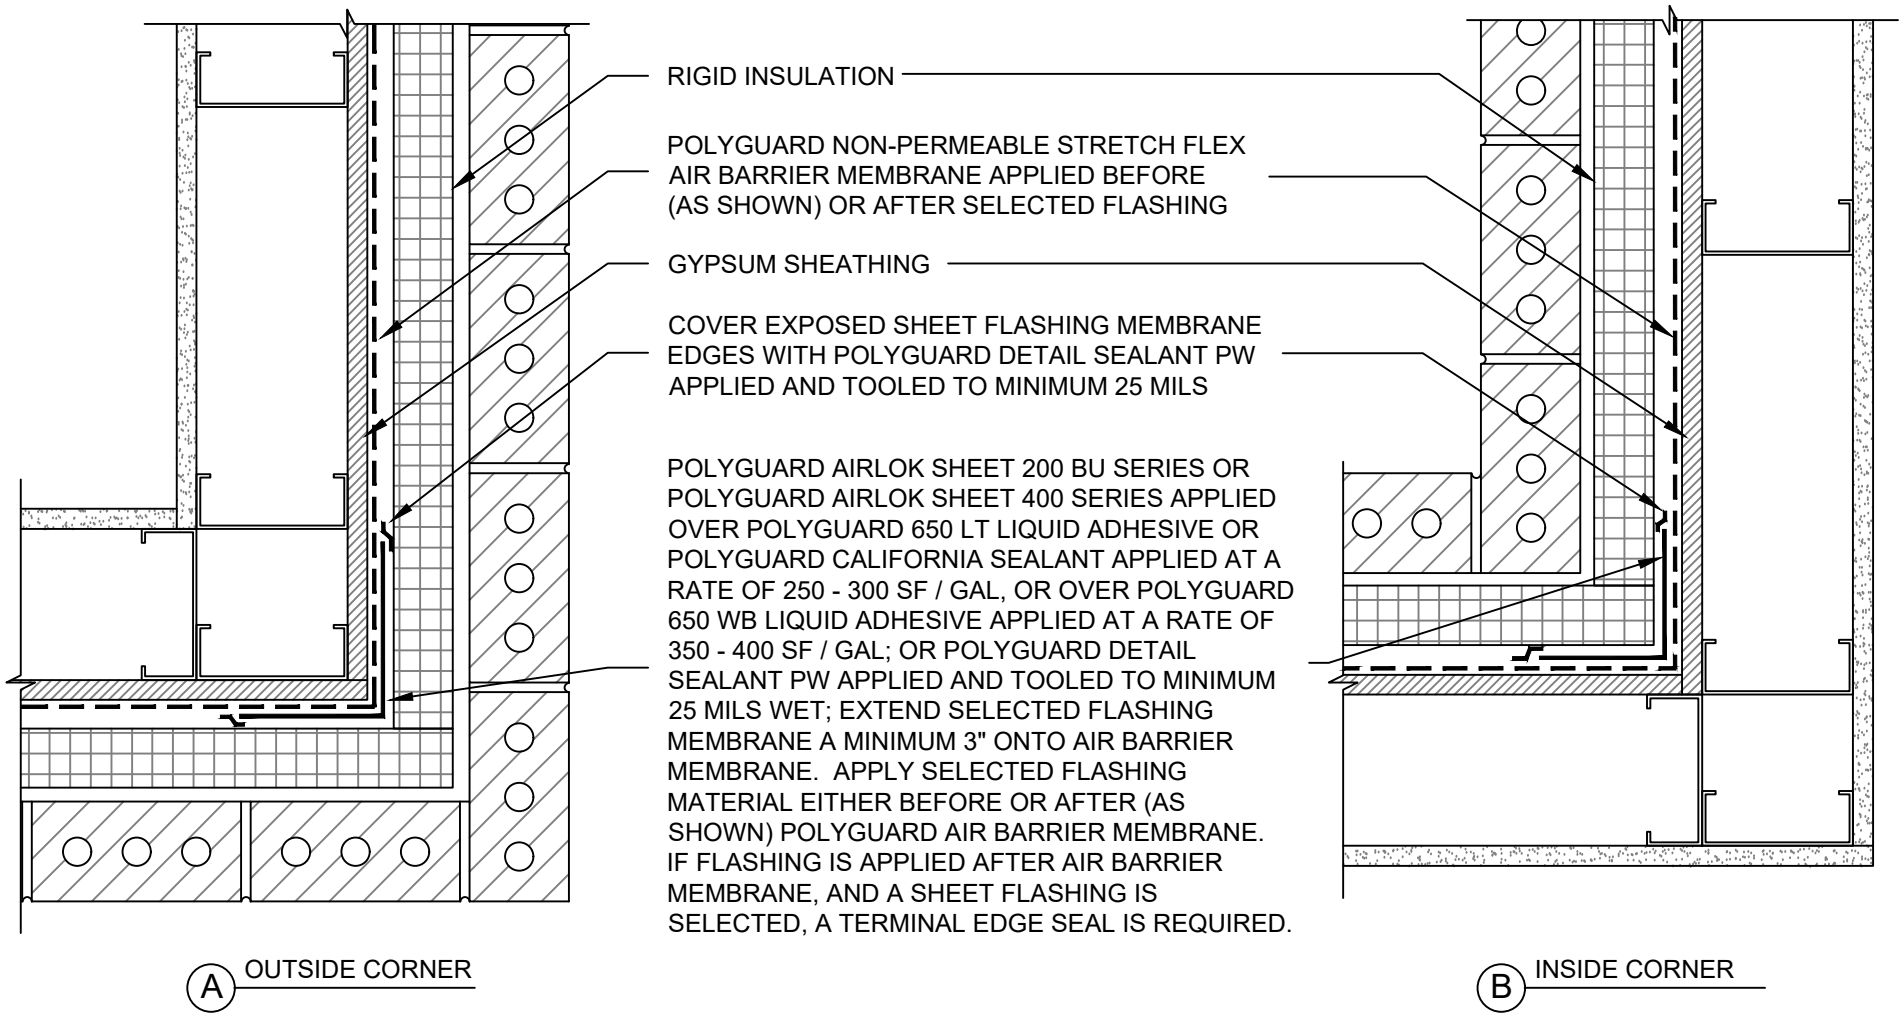 RIGID INSULATION
POLYGUARD NON-PERMEABLE STRETCH FLEX
AIR BARRIER MEMBRANE APPLIED BEFORE
(AS SHOWN) OR AFTER SELECTED FLASHING
GYPSUM SHEATHING
COVER EXPOSED SHEET FLASHING MEMBRANE
EDGES WITH POLYGUARD DETAIL SEALANT PW
APPLIED AND TOOLED TO MINIMUM 25 MILS
POLYGUARD AIRLOK SHEET 200 BU SERIES OR
POLYGUARD AIRLOK SHEET 400 SERIES APPLIED
OVER POLYGUARD 650 LT LIQUID ADHESIVE OR
POLYGUARD CALIFORNIA SEALANT APPLIED AT A
RATE OF 250 - 300 SF / GAL, OR OVER POLYGUARD
650 WB LIQUID ADHESIVE APPLIED AT A RATE OF
350 - 400 SF / GAL; OR POLYGUARD DETAIL
SEALANT PW APPLIED AND TOOLED TO MINIMUM
25 MILS WET; EXTEND SELECTED FLASHING
MEMBRANE A MINIMUM 3" ONTO AIR BARRIER
MEMBRANE.  APPLY SELECTED FLASHING
MATERIAL EITHER BEFORE OR AFTER (AS
SHOWN) POLYGUARD AIR BARRIER MEMBRANE.
IF FLASHING IS APPLIED AFTER AIR BARRIER
MEMBRANE, AND A SHEET FLASHING IS
SELECTED, A TERMINAL EDGE SEAL IS REQUIRED.
A OUTSIDE CORNER
B INSIDE CORNER